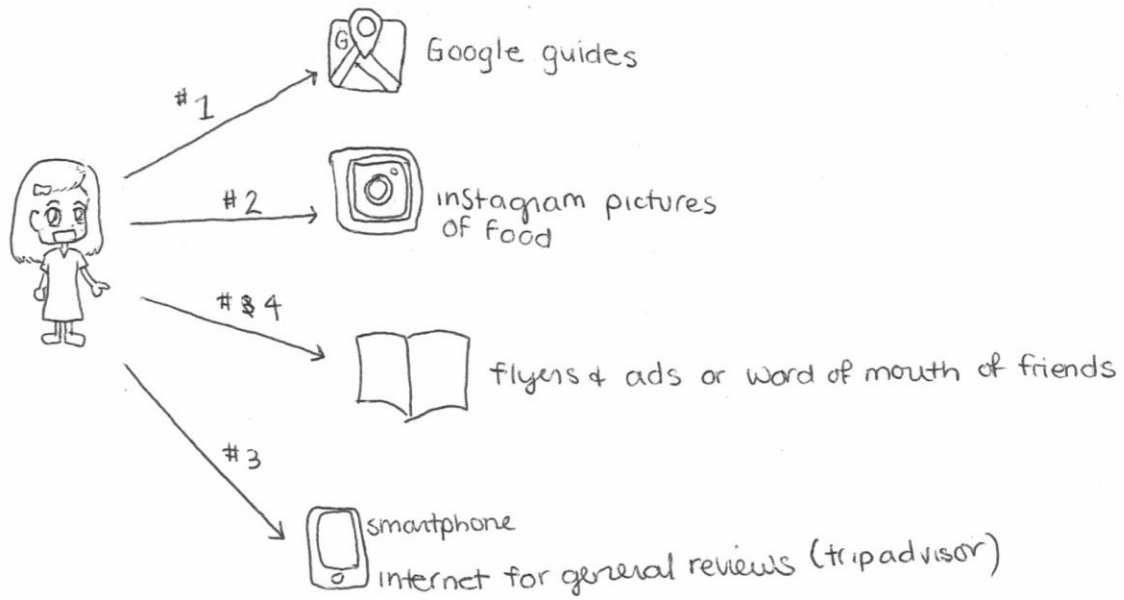 G
Google guides
#1
#2
instagram pictures
of food
#4
flyers & ads or word of mouth of friends
#3
smartphone
internet for general reviews (tripadvisor)